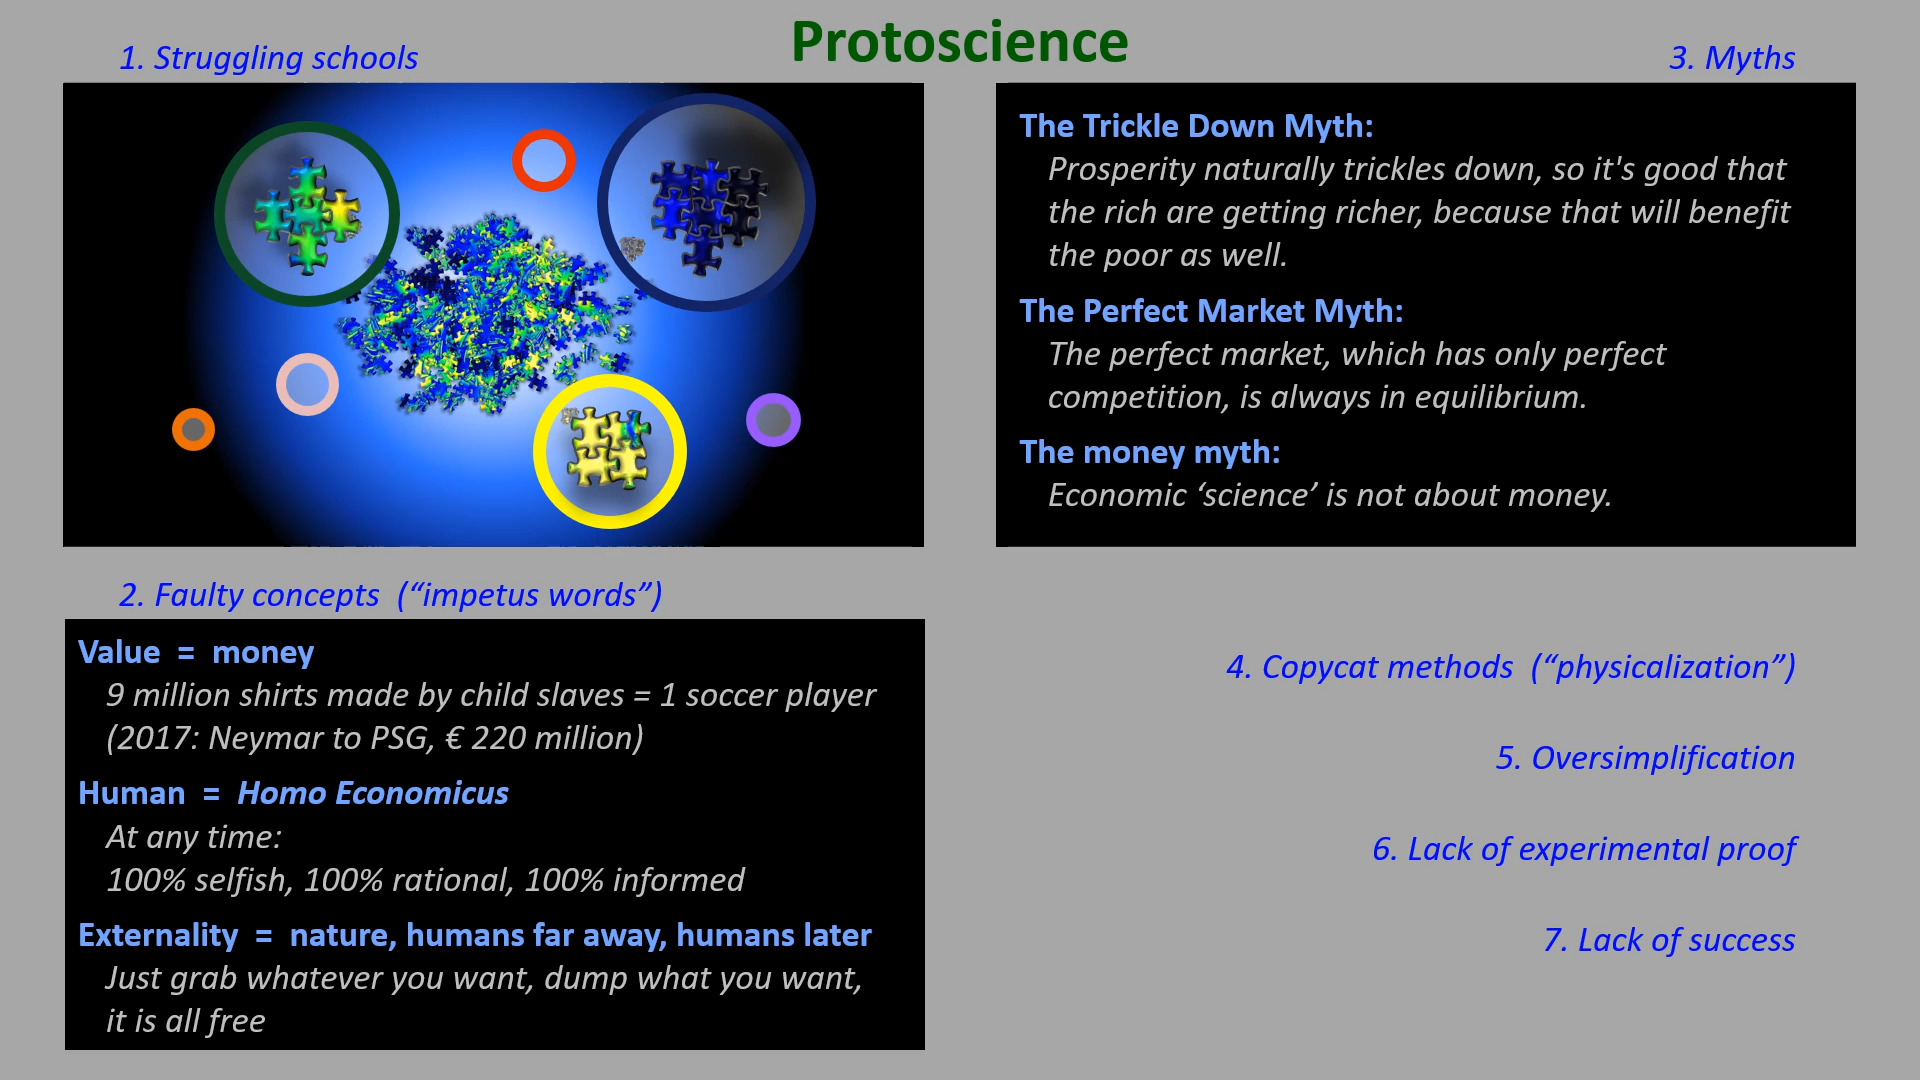 Protoscience
1. Struggling schools
2. Faulty concepts  (“impetus words”)
Value  =  money
9 million shirts made by child slaves = 1 soccer player
(2017: Neymar to PSG, € 220 million)
Human  =  Homo Economicus
At any time:
100% selfish, 100% rational, 100% informed
Externality  =  nature, humans far away, humans later
Just grab whatever you want, dump what you want,
it is all free
3. Myths
The Trickle Down Myth:
Prosperity naturally trickles down, so it's good that
the rich are getting richer, because that will benefit
the poor as well.
The Perfect Market Myth:
The perfect market, which has only perfect
competition, is always in equilibrium.
The money myth:
Economic ‘science’ is not about money.
4. Copycat methods  (“physicalization”)
5. Oversimplification
6. Lack of experimental proof
7. Lack of success